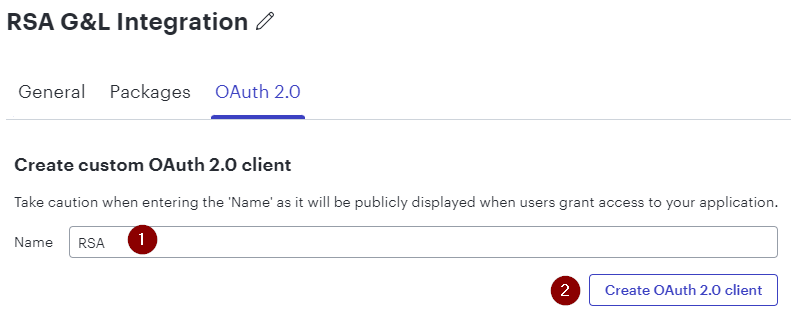 RSA G&L Integration
General Packages OAuth 2.0
Create custom OAuth 2.0 client
Take caution when entering the 'Name' as it will be publicly displayed when users grant access to your application.
Name RSA 1
2 Create OAuth 2.0 client